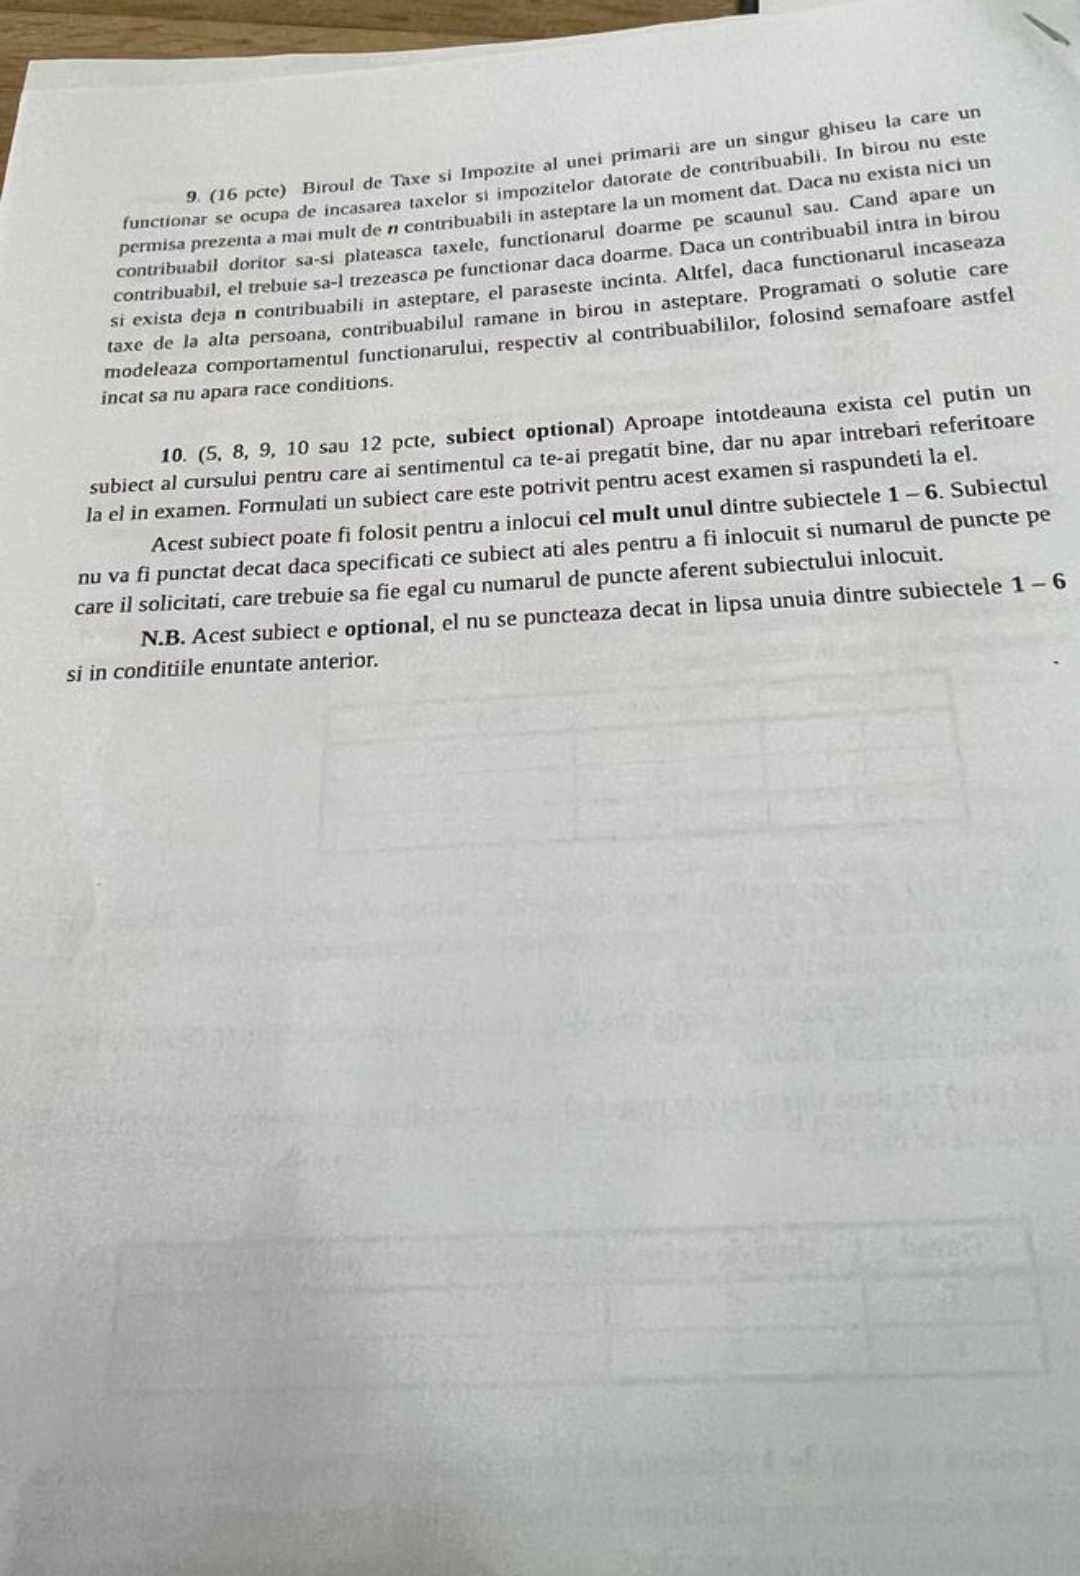 9. (16 pcte) Biroul de Taxe si Impozite al unei primarii are un singur ghiseu la care un
functionar se ocupa de incasarea taxelor si impozitelor datorate de contribuabili. In birou nu este
permisa prezenta a mai mult de n contribuabili in asteptare la un moment dat. Daca nu exista nici un
contribuabil doritor sa-si plateasca taxele, functionarul doarme pe scaunul sau. Cand apare un
contribuabil, el trebuie sa-l trezeasca pe functionar daca doarme. Daca un contribuabil intra in birou
si exista deja n contribuabili in asteptare, el paraseste incinta. Altfel, daca functionarul incaseaza
taxe de la alta persoana, contribuabilul ramane in birou in asteptare. Programati o solutie care
modeleaza comportamentul functionarului, respectiv al contribuabililor, folosind semafoare astfel
incat sa nu apara race conditions.
10. (5, 8, 9, 10 sau 12 pcte, subiect optional) Aproape intotdeauna exista cel putin un
subiect al cursului pentru care ai sentimentul ca te-ai pregatit bine, dar nu apar intrebari referitoare
la el in examen. Formulati un subiect care este potrivit pentru acest examen si raspundeti la el.
Acest subiect poate fi folosit pentru a inlocui cel mult unul dintre subiectele 1 – 6. Subiectul
nu va fi punctat decat daca specificati ce subiect ati ales pentru a fi inlocuit si numarul de puncte pe
care il solicitati, care trebuie sa fie egal cu numarul de puncte aferent subiectului inlocuit.
N.B. Acest subiect e optional, el nu se puncteaza decat in lipsa unuia dintre subiectele 1 – 6
si in conditiile enuntate anterior.